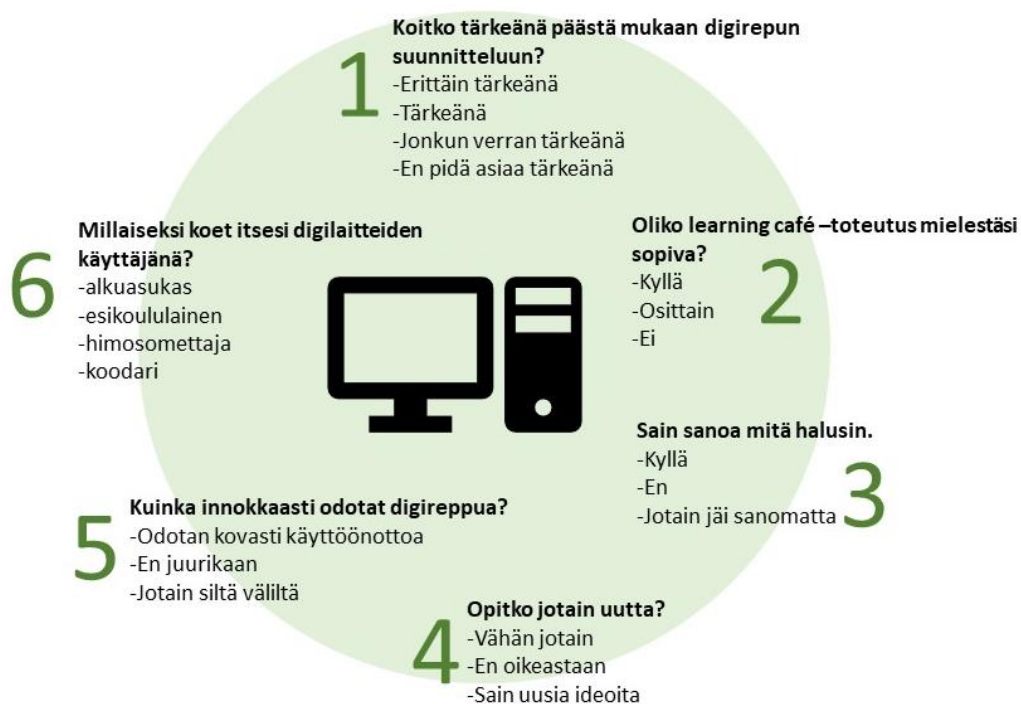 1
Koitko tärkeänä päästä mukaan digirepun
suunnitteluun?
-Erittäin tärkeänä
-Tärkeänä
-Jonkun verran tärkeänä
-En pidä asiaa tärkeänä
2
Oliko learning café –toteutus mielestäsi
sopiva?
-Kyllä
-Osittain
-Ei
3
Sain sanoa mitä halusin.
-Kyllä
-En
-Jotain jäi sanomatta
4
Opitko jotain uutta?
-Vähän jotain
-En oikeastaan
-Sain uusia ideoita
5
Kuinka innokkaasti odotat digireppua?
-Odotan kovasti käyttöönottoa
-En juurikaan
-Jotain siltä väliltä
6
Millaiseksi koet itsesi digilaitteiden
käyttäjänä?
-alkuasukas
-esikoululainen
-himosomettaja
-koodari